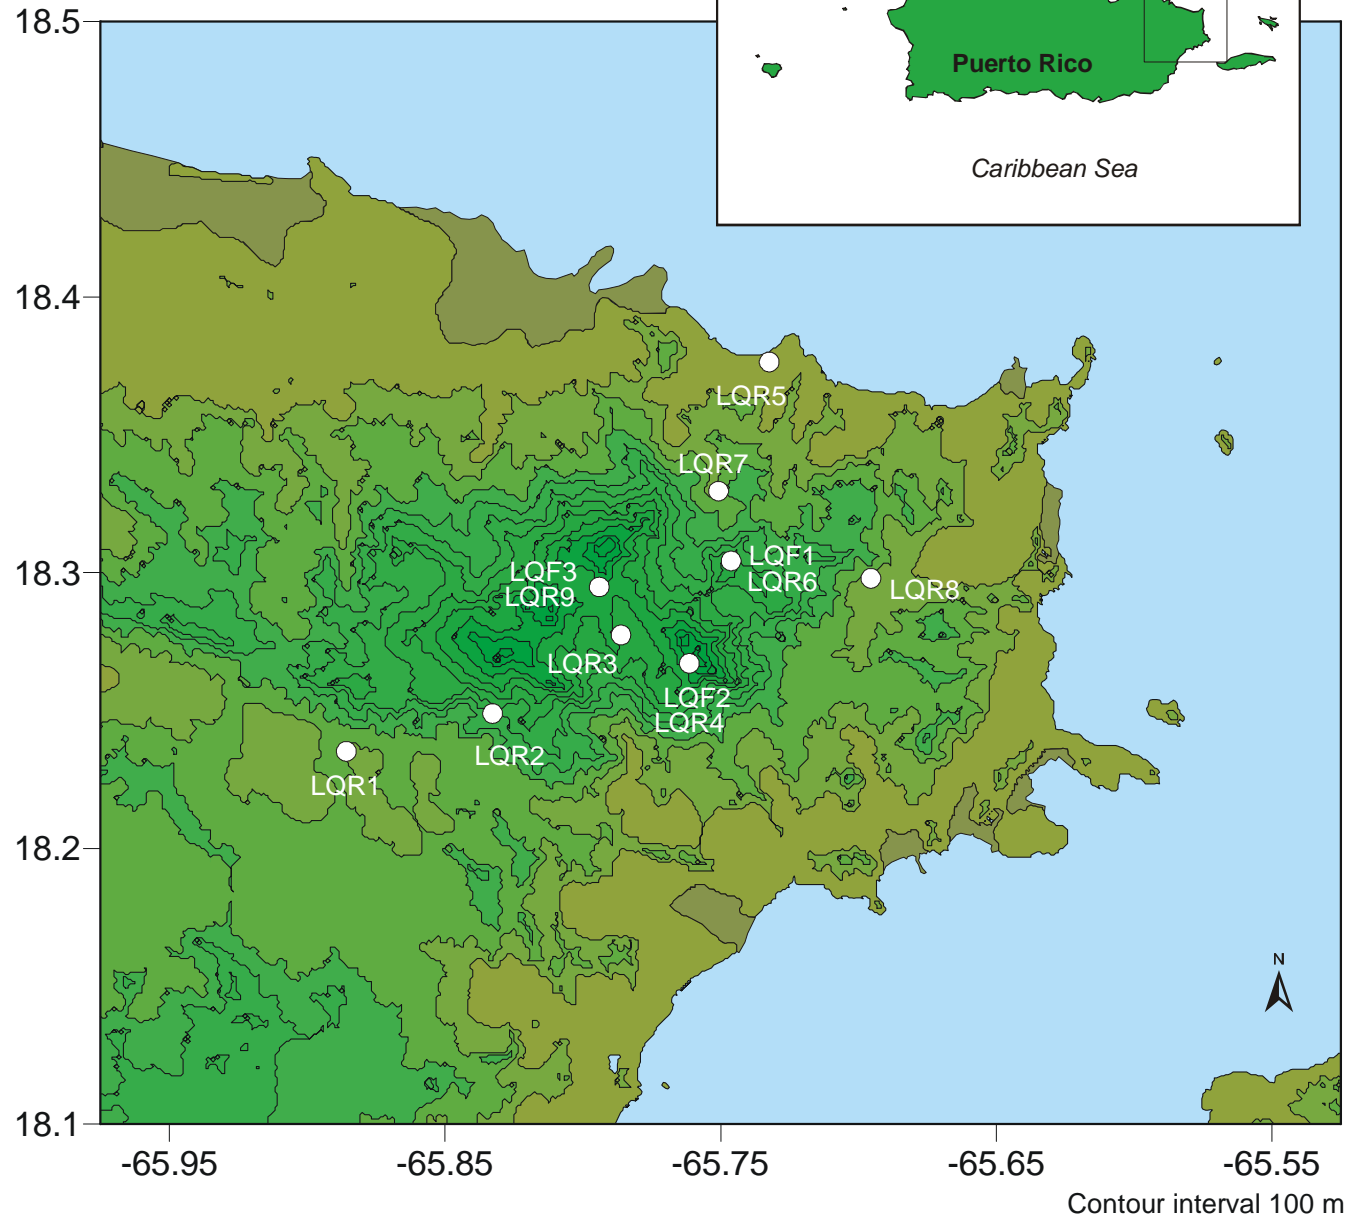 18.5
Puerto Rico
Caribbean Sea
18.4
LQR5
LQR7
LQF1
LQR6
18.3
LQF3
LQR9
LQR8
LQR3
LQF2
LQR4
LQR2
LQR1
18.2
N
18.1
-65.95
-65.85
-65.75
-65.65
-65.55
Contour interval 100 m